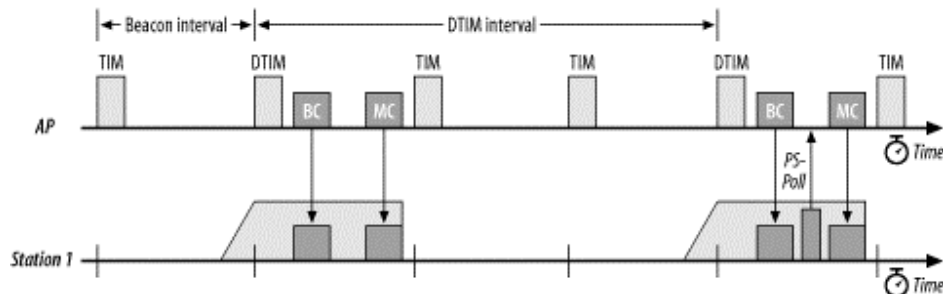 Beacon interval DTIM interval
TIM DTIM TIM TIM DTIM TIM
BC MC BC MC
AP
Time
PS-
Poll
Station 1
Time